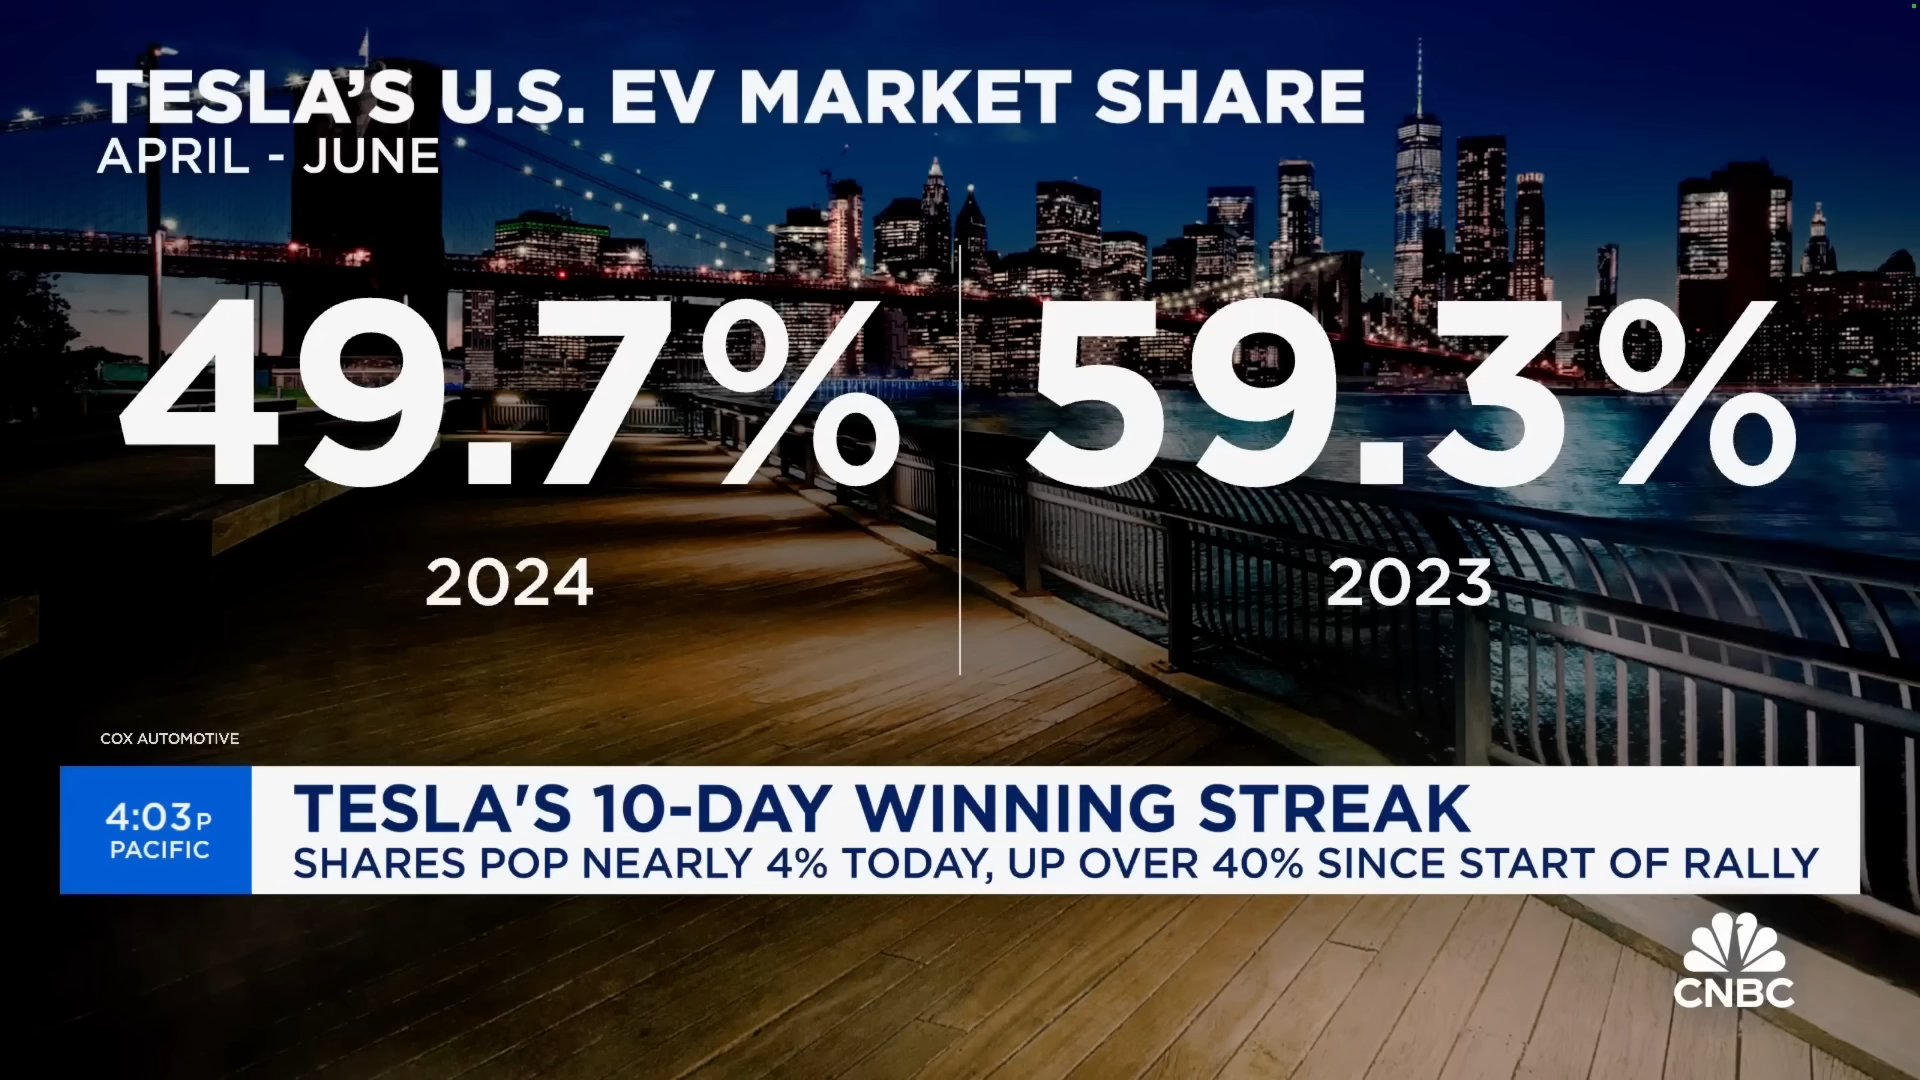 TESLA'S U.S. EV MARKET SHARE
APRIL - JUNE
49.7%
2024
59.3%
2023
COX AUTOMOTIVE
4:03P
PACIFIC
TESLA'S 10-DAY WINNING STREAK
SHARES POP NEARLY 4% TODAY, UP OVER 40% SINCE START OF RALLY
CNBC